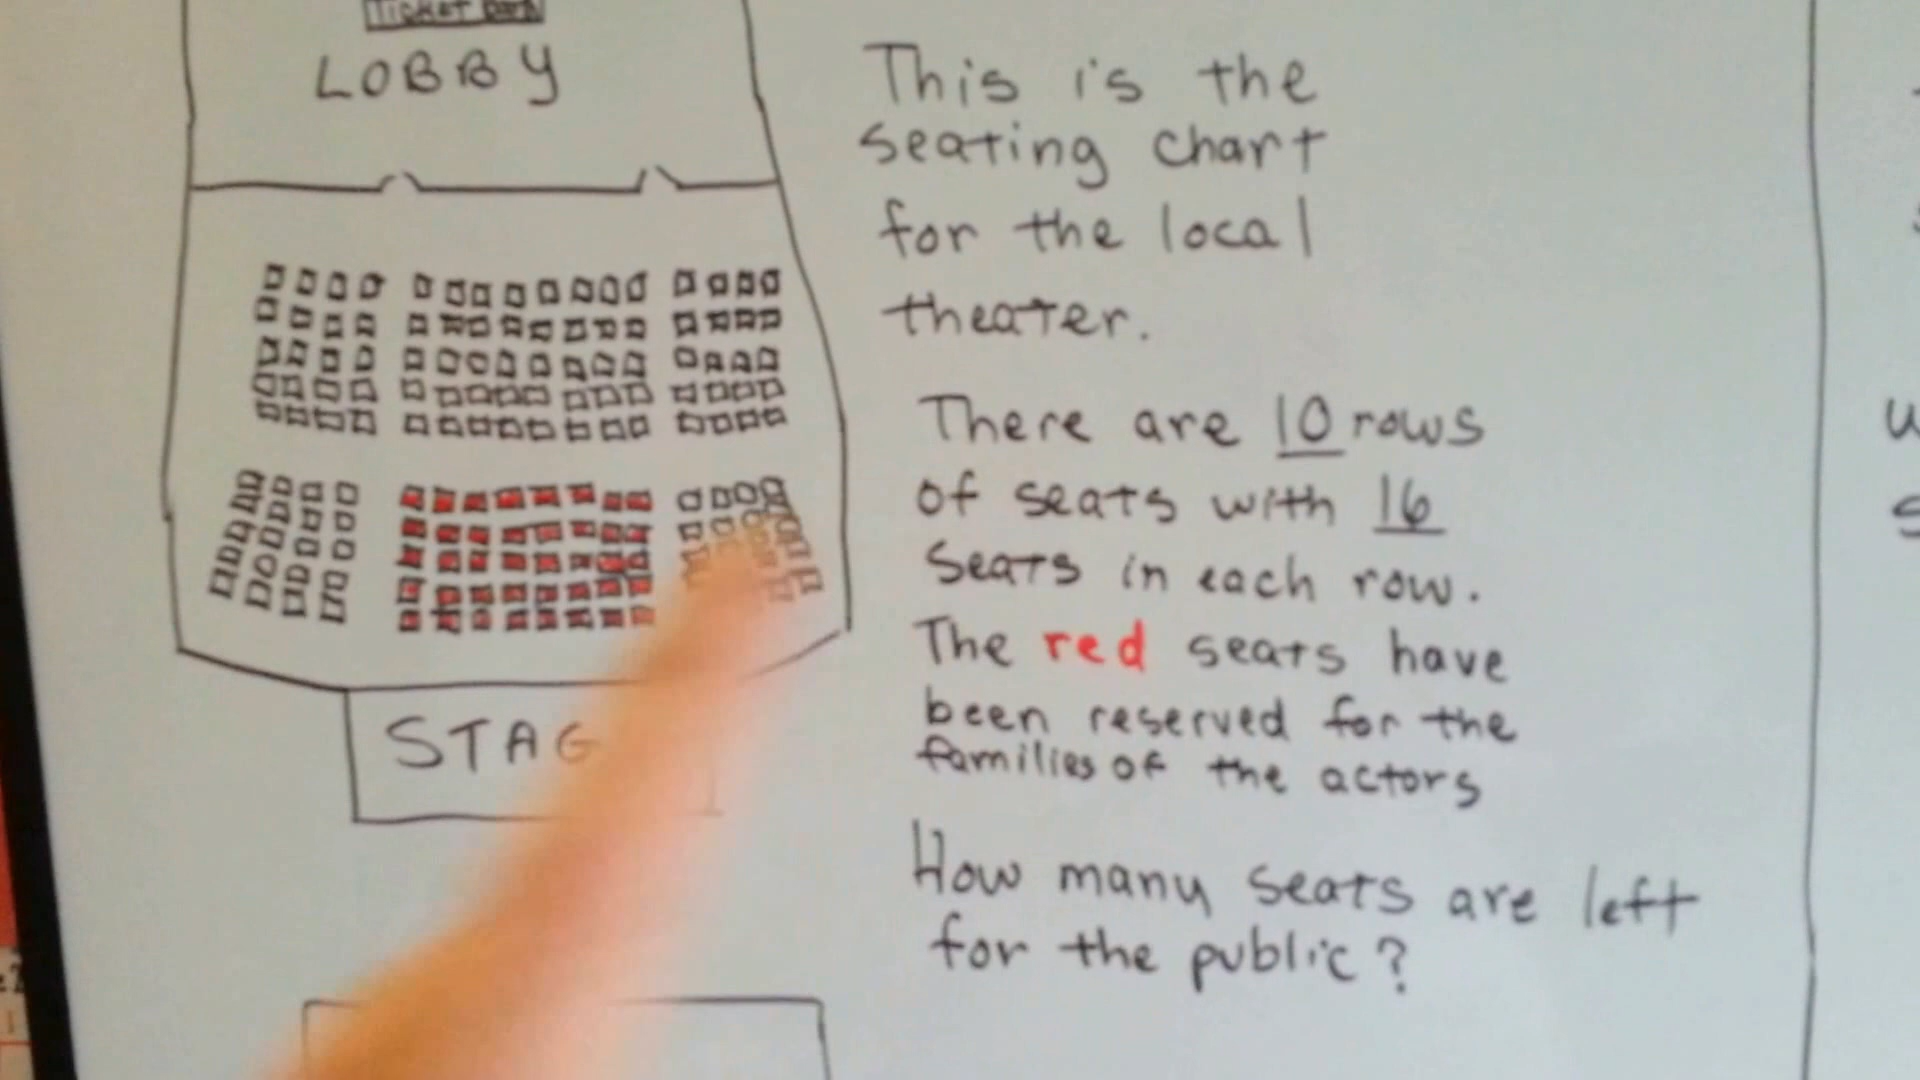 Ticket
LOBBY
STAG
This is the
seating chart
for the local
theater.
There are 10 rows
of seats with 16
Seats in each row.
The red seats have
been reserved for the
families of the actors
How many seats are left
for the public?